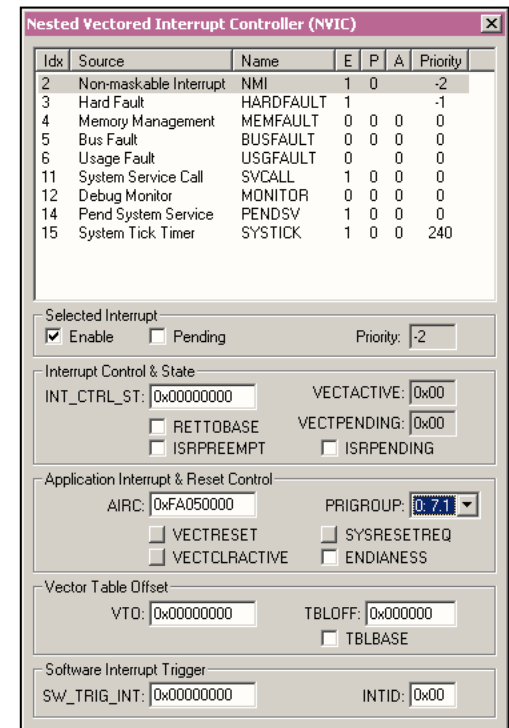 Nested Vectored Interrupt Controller (NVIC)
Idx Source Name E P A Priority
2 Non-maskable Interrupt NMI 1 0 -2
3 Hard Fault HARDFAULT 1 -1
4 Memory Management MEMFAULT 0 0 0 0
5 Bus Fault BUSFAULT 0 0 0 0
6 Usage Fault USGFAULT 0 0 0
11 System Service Call SVCALL 1 0 0 0
12 Debug Monitor MONITOR 0 0 0 0
14 Pend System Service PENDSV 1 0 0 0
15 System Tick Timer SYSTICK 1 0 0 240
Selected Interrupt
Enable Pending Priority: -2
Interrupt Control & State
INT_CTRL_ST: 0x00000000 VECTACTIVE: 0x00
RETTOBASE VECTPENDING: 0x00
ISRPREEMPT ISRPENDING
Application Interrupt & Reset Control
AIRC: 0xFA050000 PRIGROUP: 0: 7.1
VECTRESET SYSRESETREQ
VECTCLRACTIVE ENDIANESS
Vector Table Offset
VTO: 0x00000000 TBLOFF: 0x000000
TBLBASE
Software Interrupt Trigger
SW_TRIG_INT: 0x00000000 INTID: 0x00